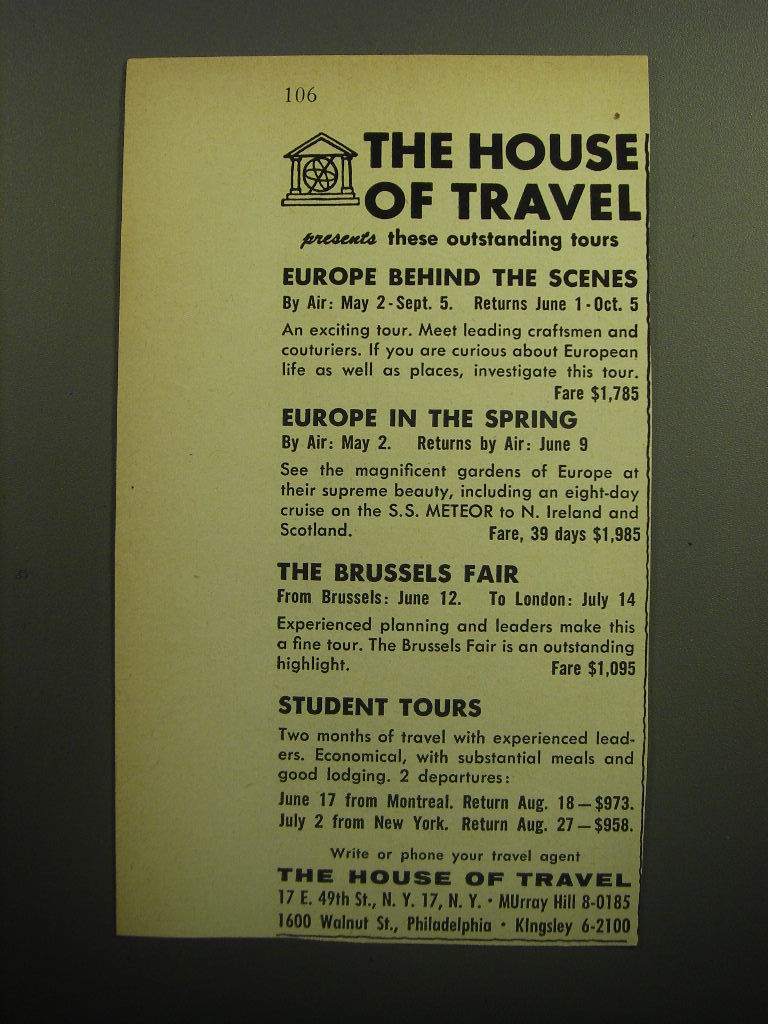 106
THE HOUSE
OF TRAVEL
presents these outstanding tours
EUROPE BEHIND THE SCENES
By Air: May 2-Sept. 5. Returns June 1-Oct. 5
An exciting tour. Meet leading craftsmen and
couturiers. If you are curious about European
life as well as places, investigate this tour.
Fare $1,785
EUROPE IN THE SPRING
By Air: May 2. Returns by Air: June 9
See the magnificent gardens of Europe at
their supreme beauty, including an eight-day
cruise on the S.S. METEOR to N. Ireland and
Scotland. Fare, 39 days $1,985
THE BRUSSELS FAIR
From Brussels: June 12. To London: July 14
Experienced planning and leaders make this
a fine tour. The Brussels Fair is an outstanding
highlight. Fare $1,095
STUDENT TOURS
Two months of travel with experienced lead-
ers. Economical, with substantial meals and
good lodging. 2 departures:
June 17 from Montreal. Return Aug. 18—$973.
July 2 from New York. Return Aug. 27—$958.
Write or phone your travel agent
THE HOUSE OF TRAVEL
17 E. 49th St., N. Y. 17, N. Y. • MUrray Hill 8-0185
1600 Walnut St., Philadelphia • KIngsley 6-2100